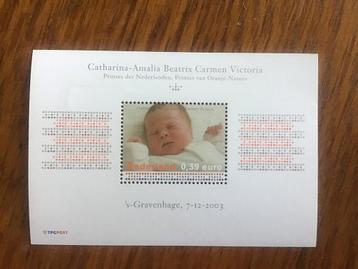 Catharina-Amalia Beatrix Carmen Victoria
Prinses der Nederlanden, Prinses van Oranje-Nassau
Nederland 0,39 euro
's-Gravenhage, 7-12-2003
TPGPOST